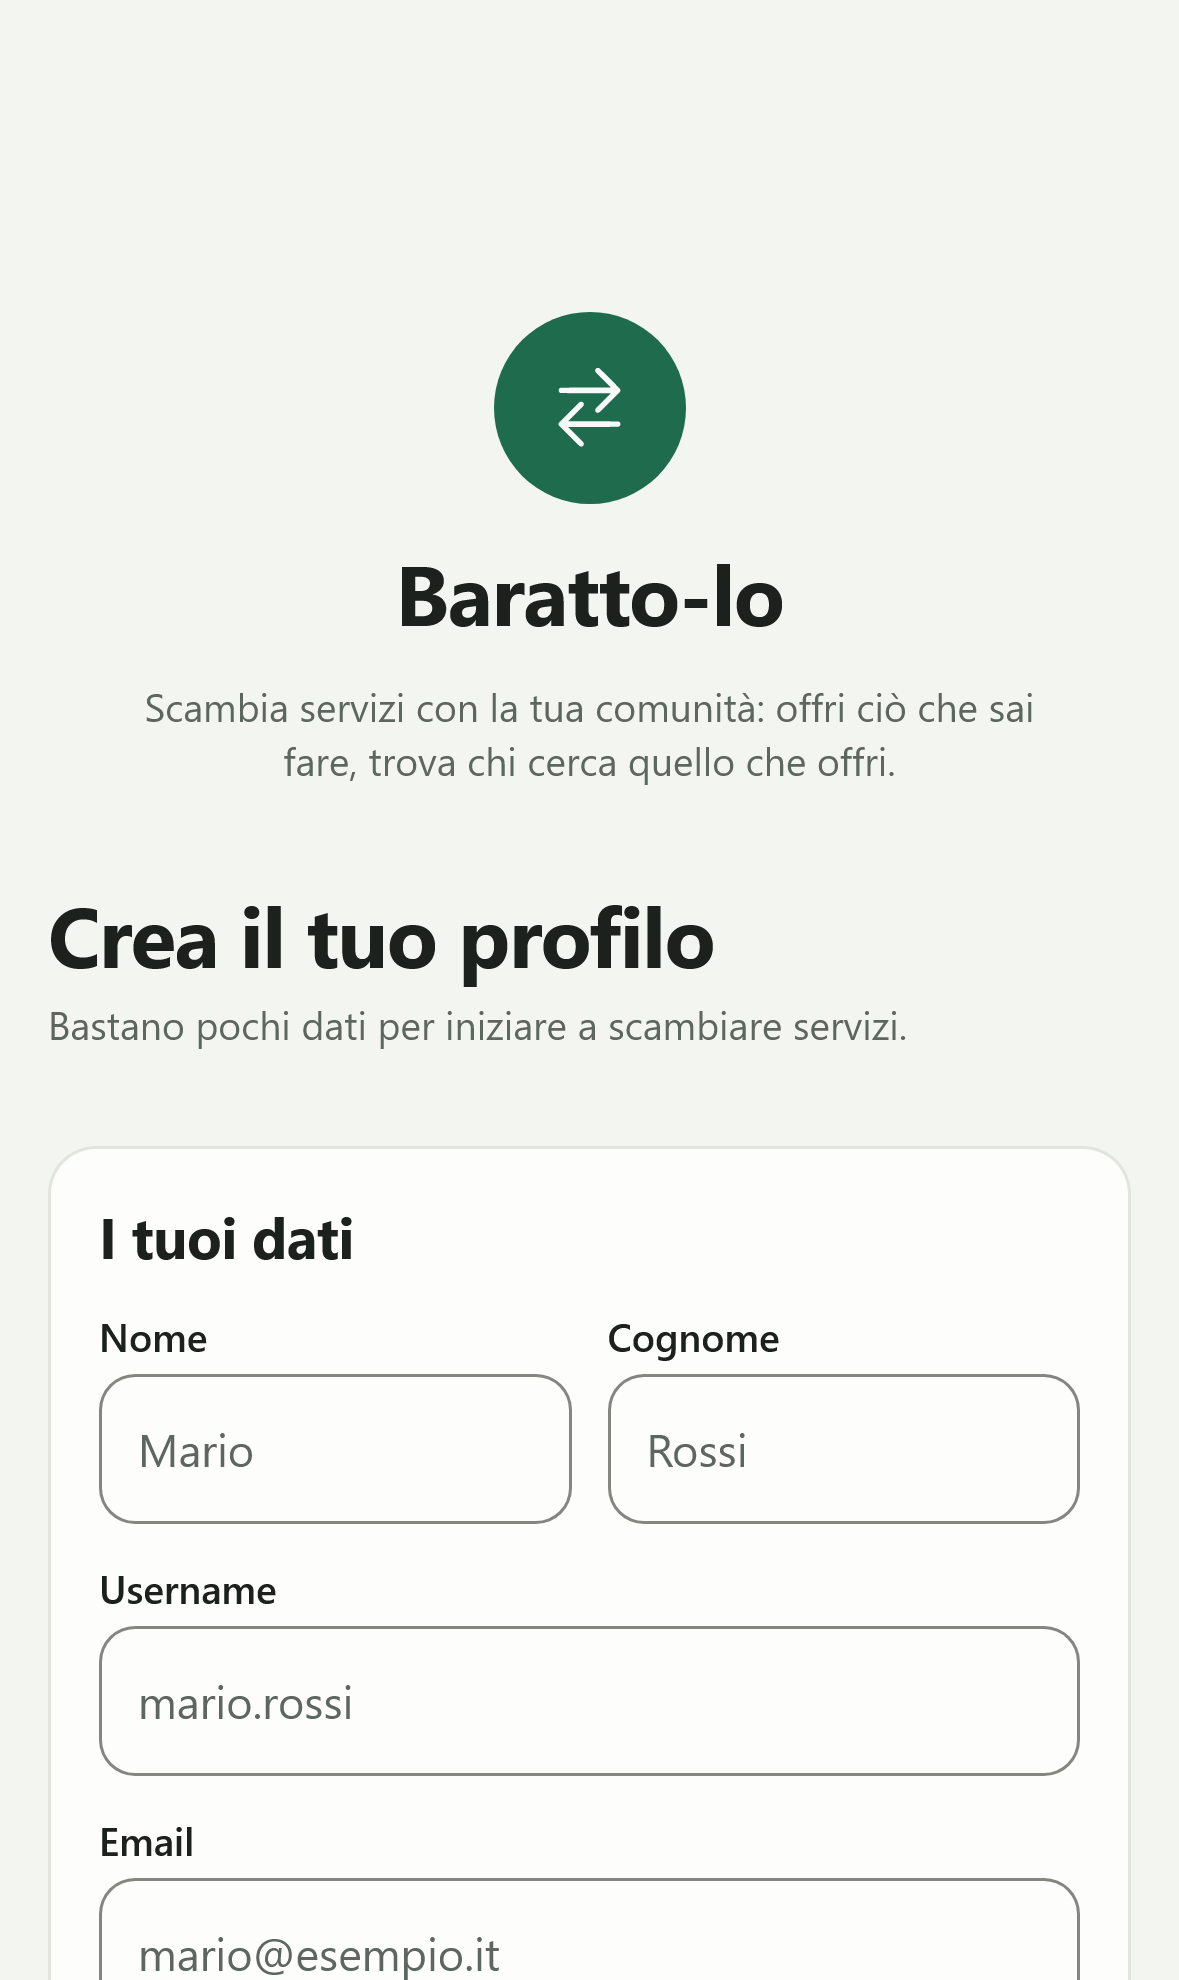 Baratto-lo
Scambia servizi con la tua comunità: offri ciò che sai
fare, trova chi cerca quello che offri.
Crea il tuo profilo
Bastano pochi dati per iniziare a scambiare servizi.
I tuoi dati
Nome
Cognome
Mario
Rossi
Username
mario.rossi
Email
mario@esempio.it